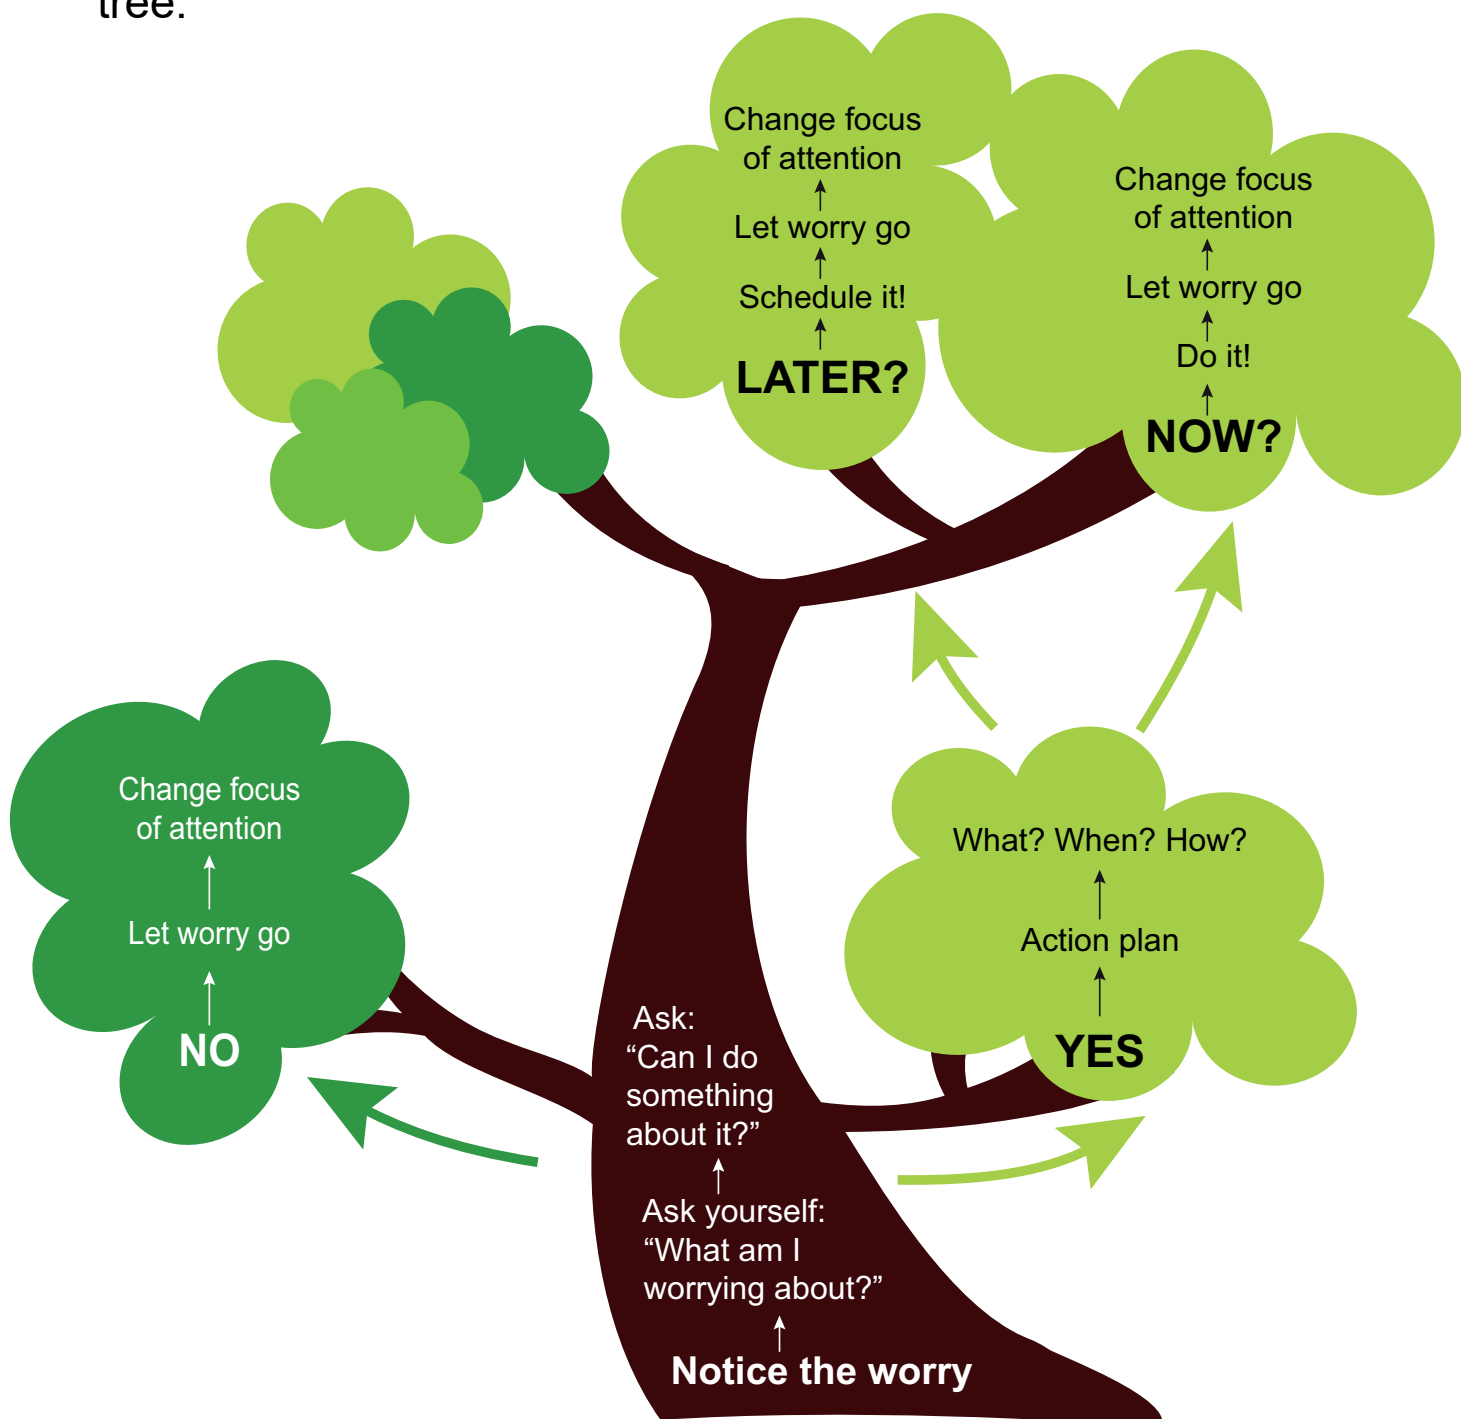 tree.
Change focus
of attention
Let worry go
Schedule it!
LATER?
Change focus
of attention
Let worry go
Do it!
NOW?
Change focus
of attention
Let worry go
NO
What? When? How?
Action plan
YES
Ask:
“Can I do
something
about it?”
Ask yourself:
“What am I
worrying about?”
Notice the worry